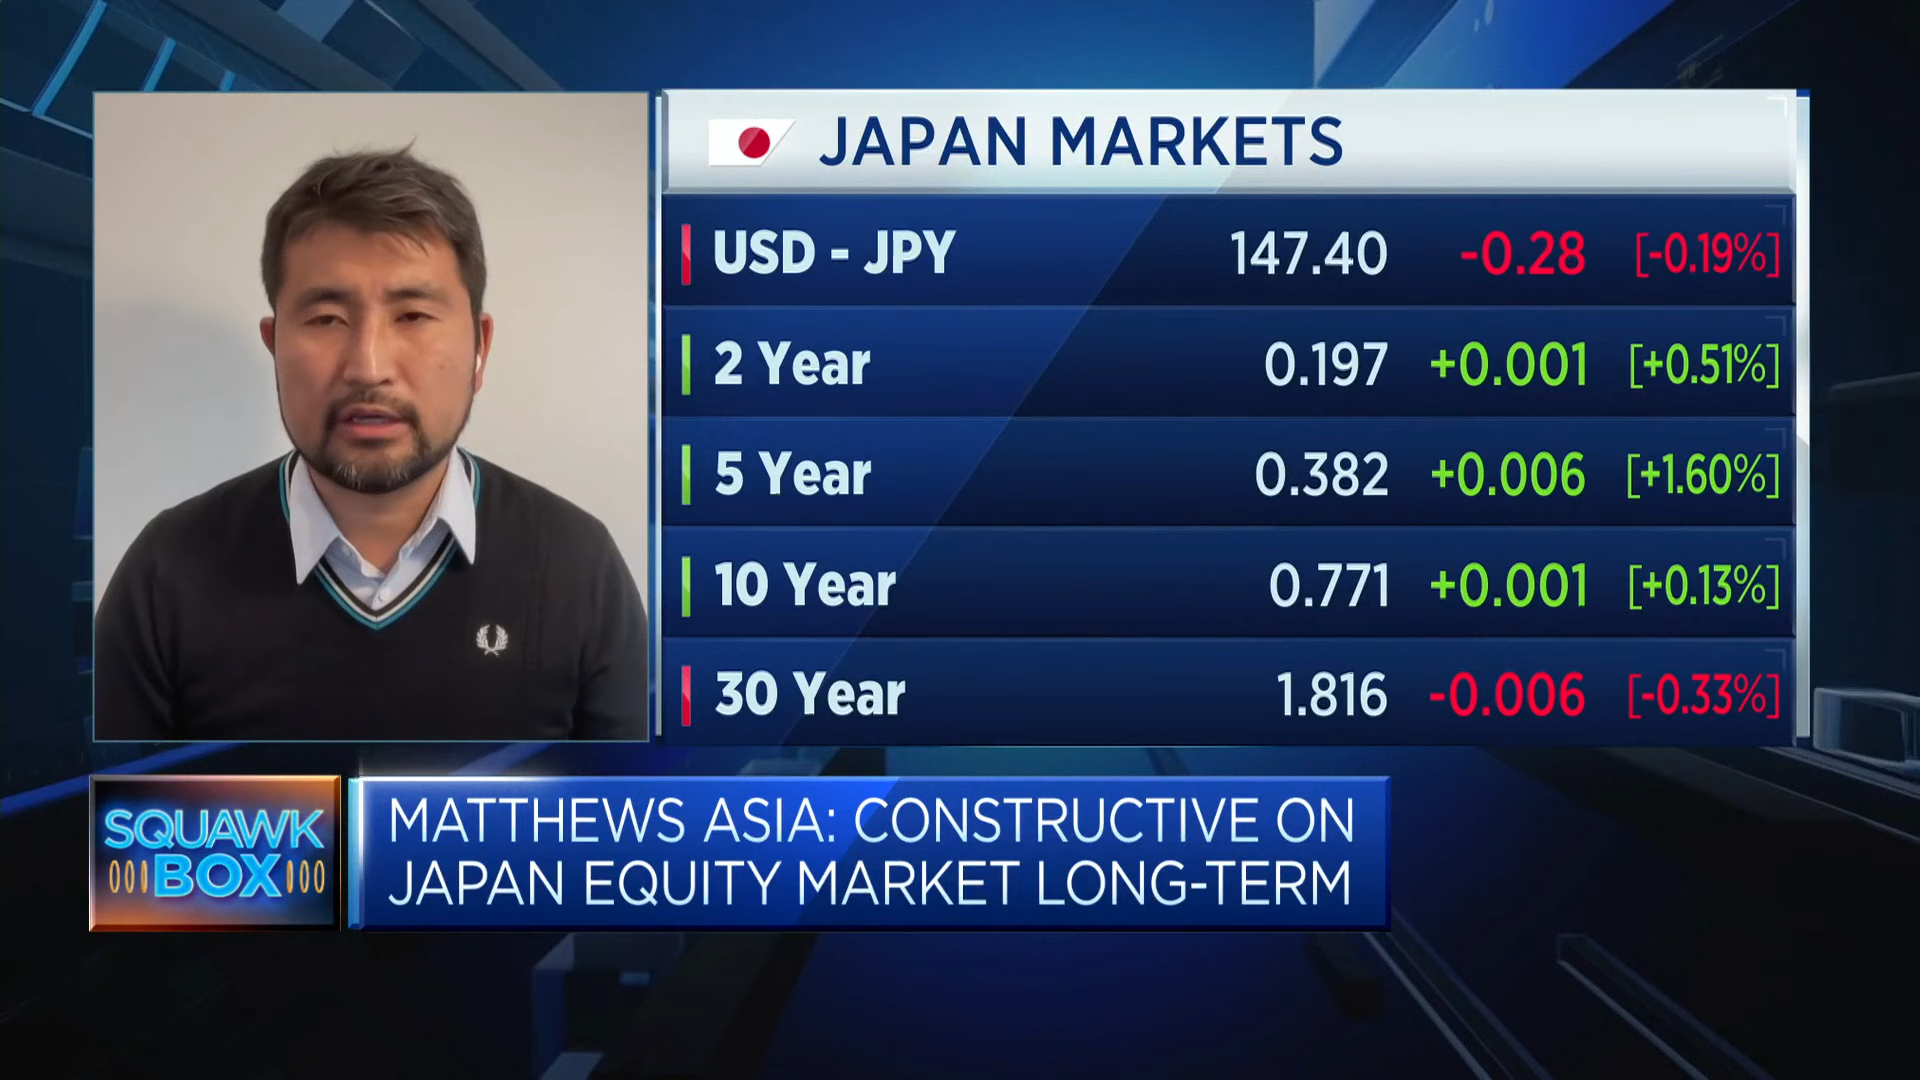 JAPAN MARKETS
USD - JPY 147.40 -0.28 [-0.19%]
2 Year 0.197 +0.001 [+0.51%]
5 Year 0.382 +0.006 [+1.60%]
10 Year 0.771 +0.001 [+0.13%]
30 Year 1.816 -0.006 [-0.33%]
SQUAWK
BOX
MATTHEWS ASIA: CONSTRUCTIVE ON
JAPAN EQUITY MARKET LONG-TERM